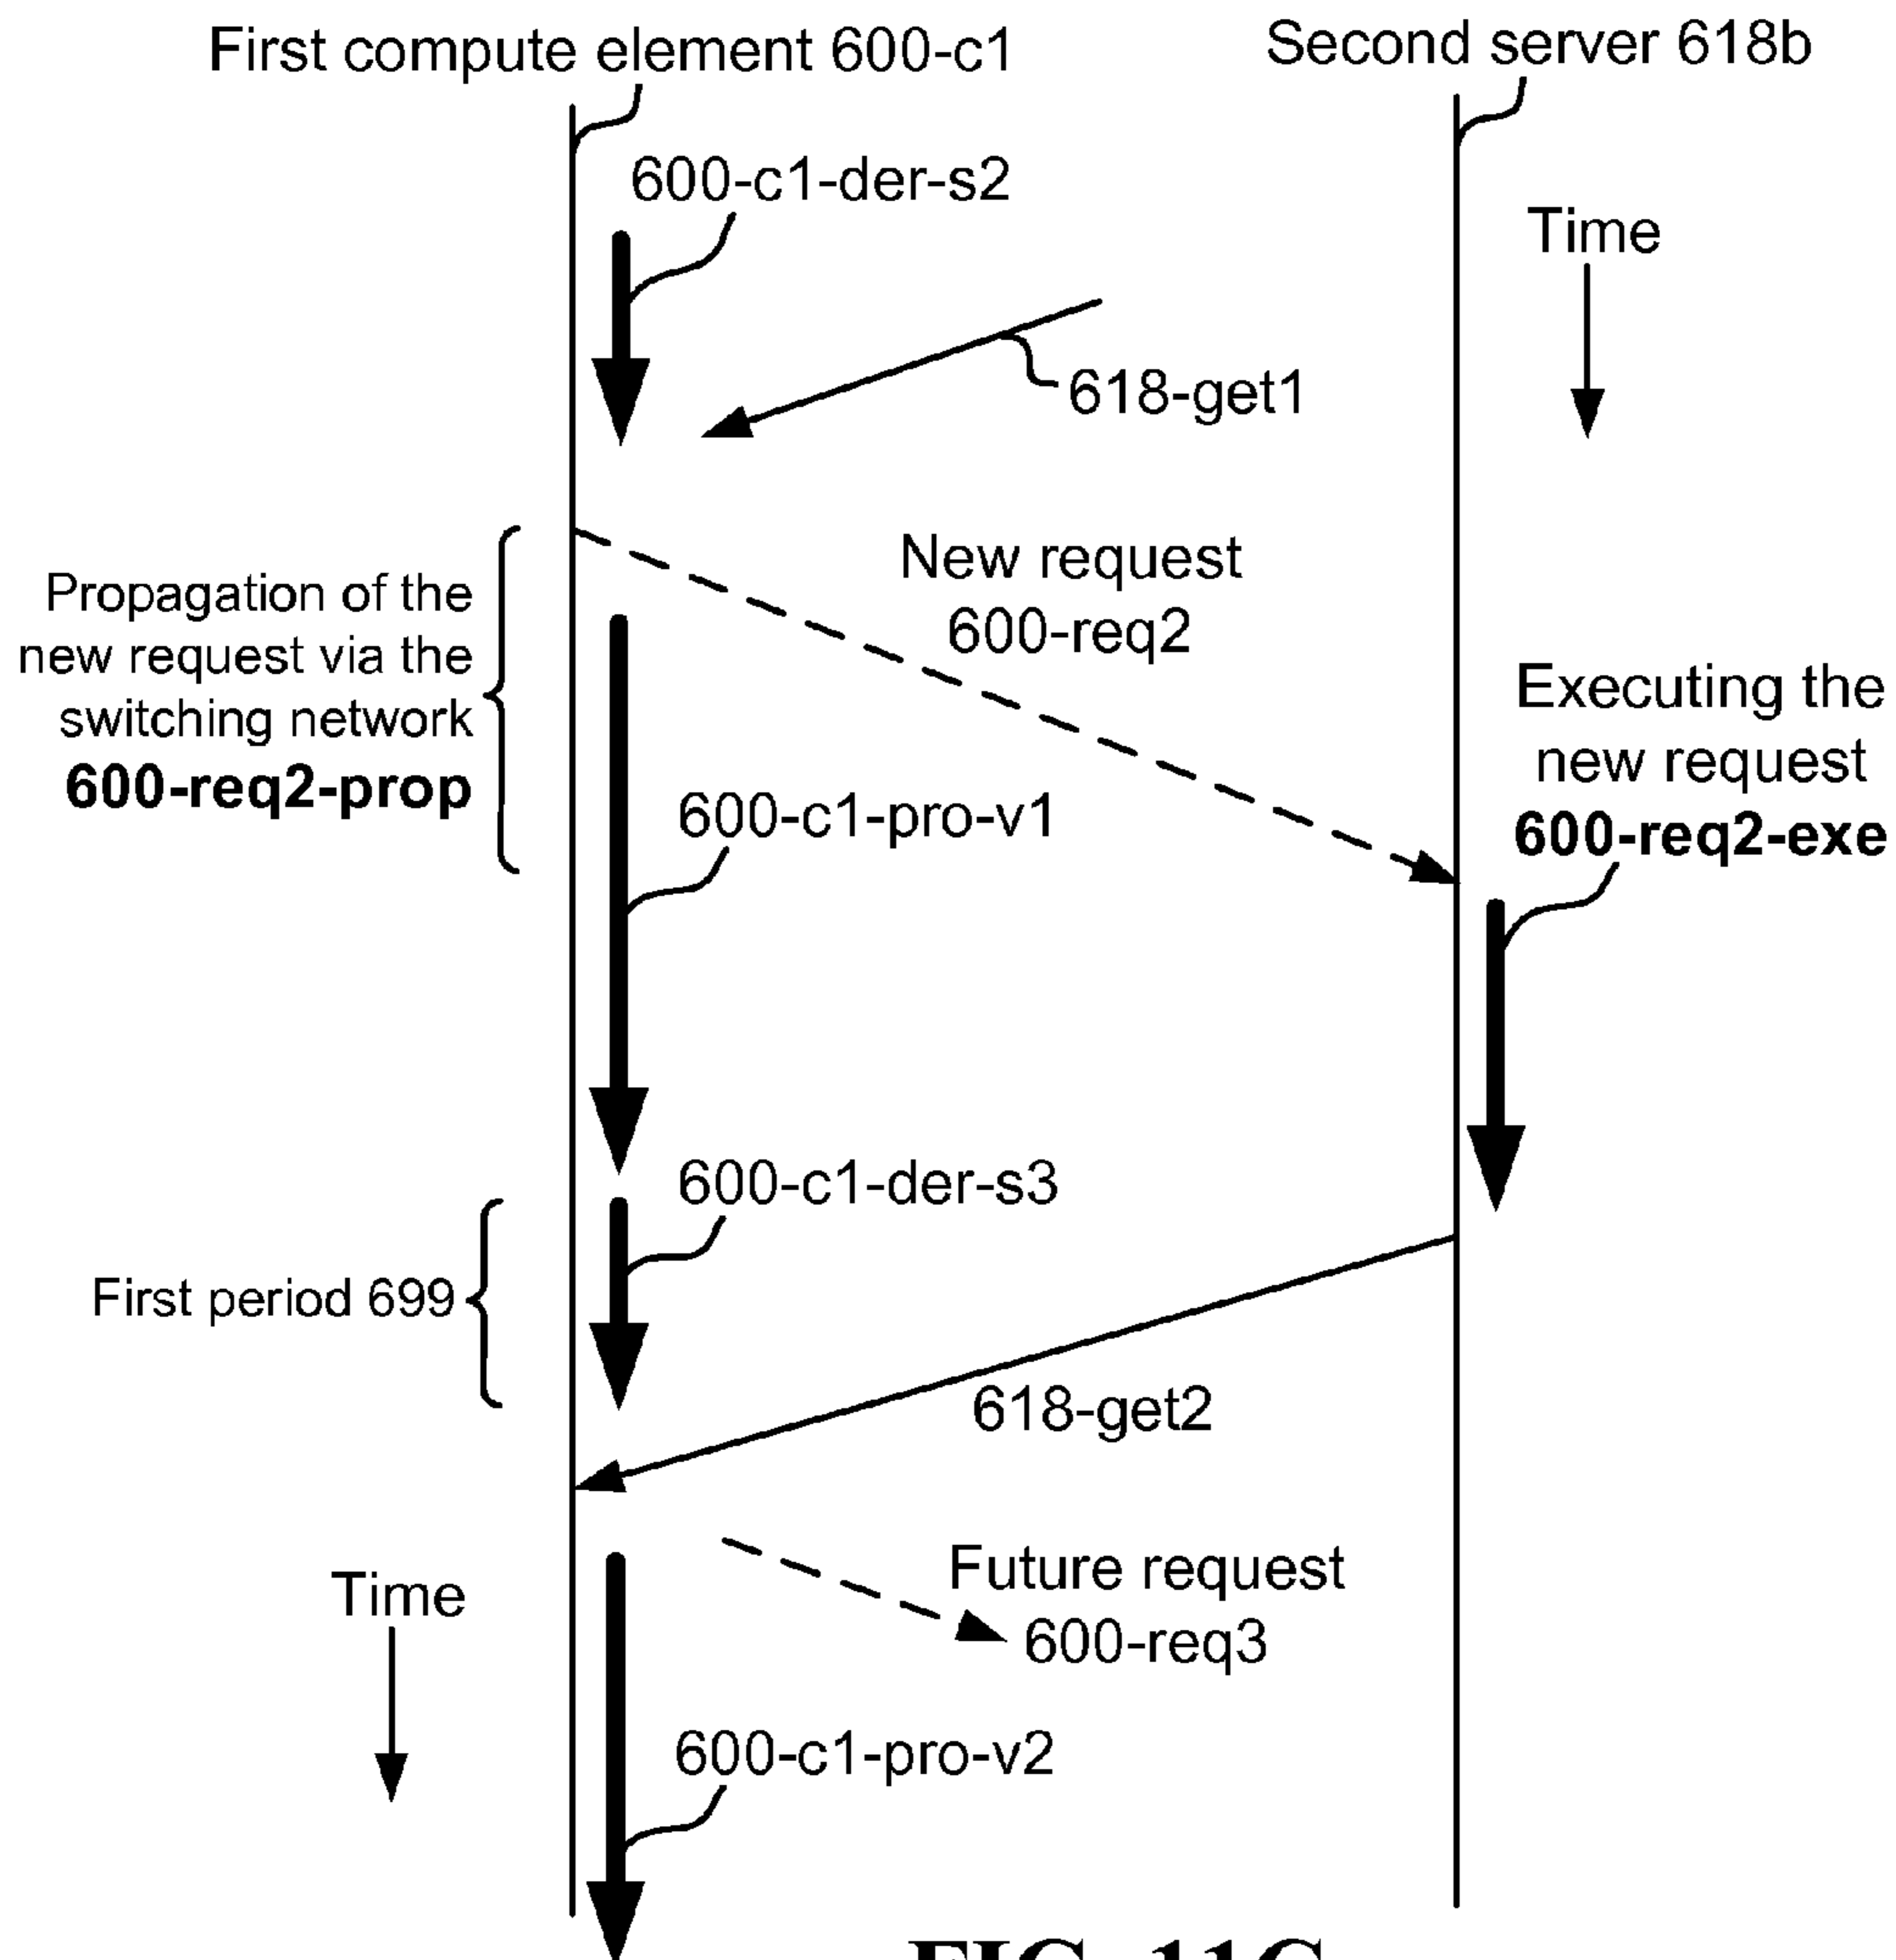 First compute element 600-c1
Second server 618b
600-c1-der-s2
Time
618-get1
New request
600-req2
Propagation of the
new request via the
switching network
600-req2-prop
Executing the
new request
600-req2-exe
600-c1-pro-v1
600-c1-der-s3
First period 699
618-get2
Future request
600-req3
Time
600-c1-pro-v2
FIG. 11G